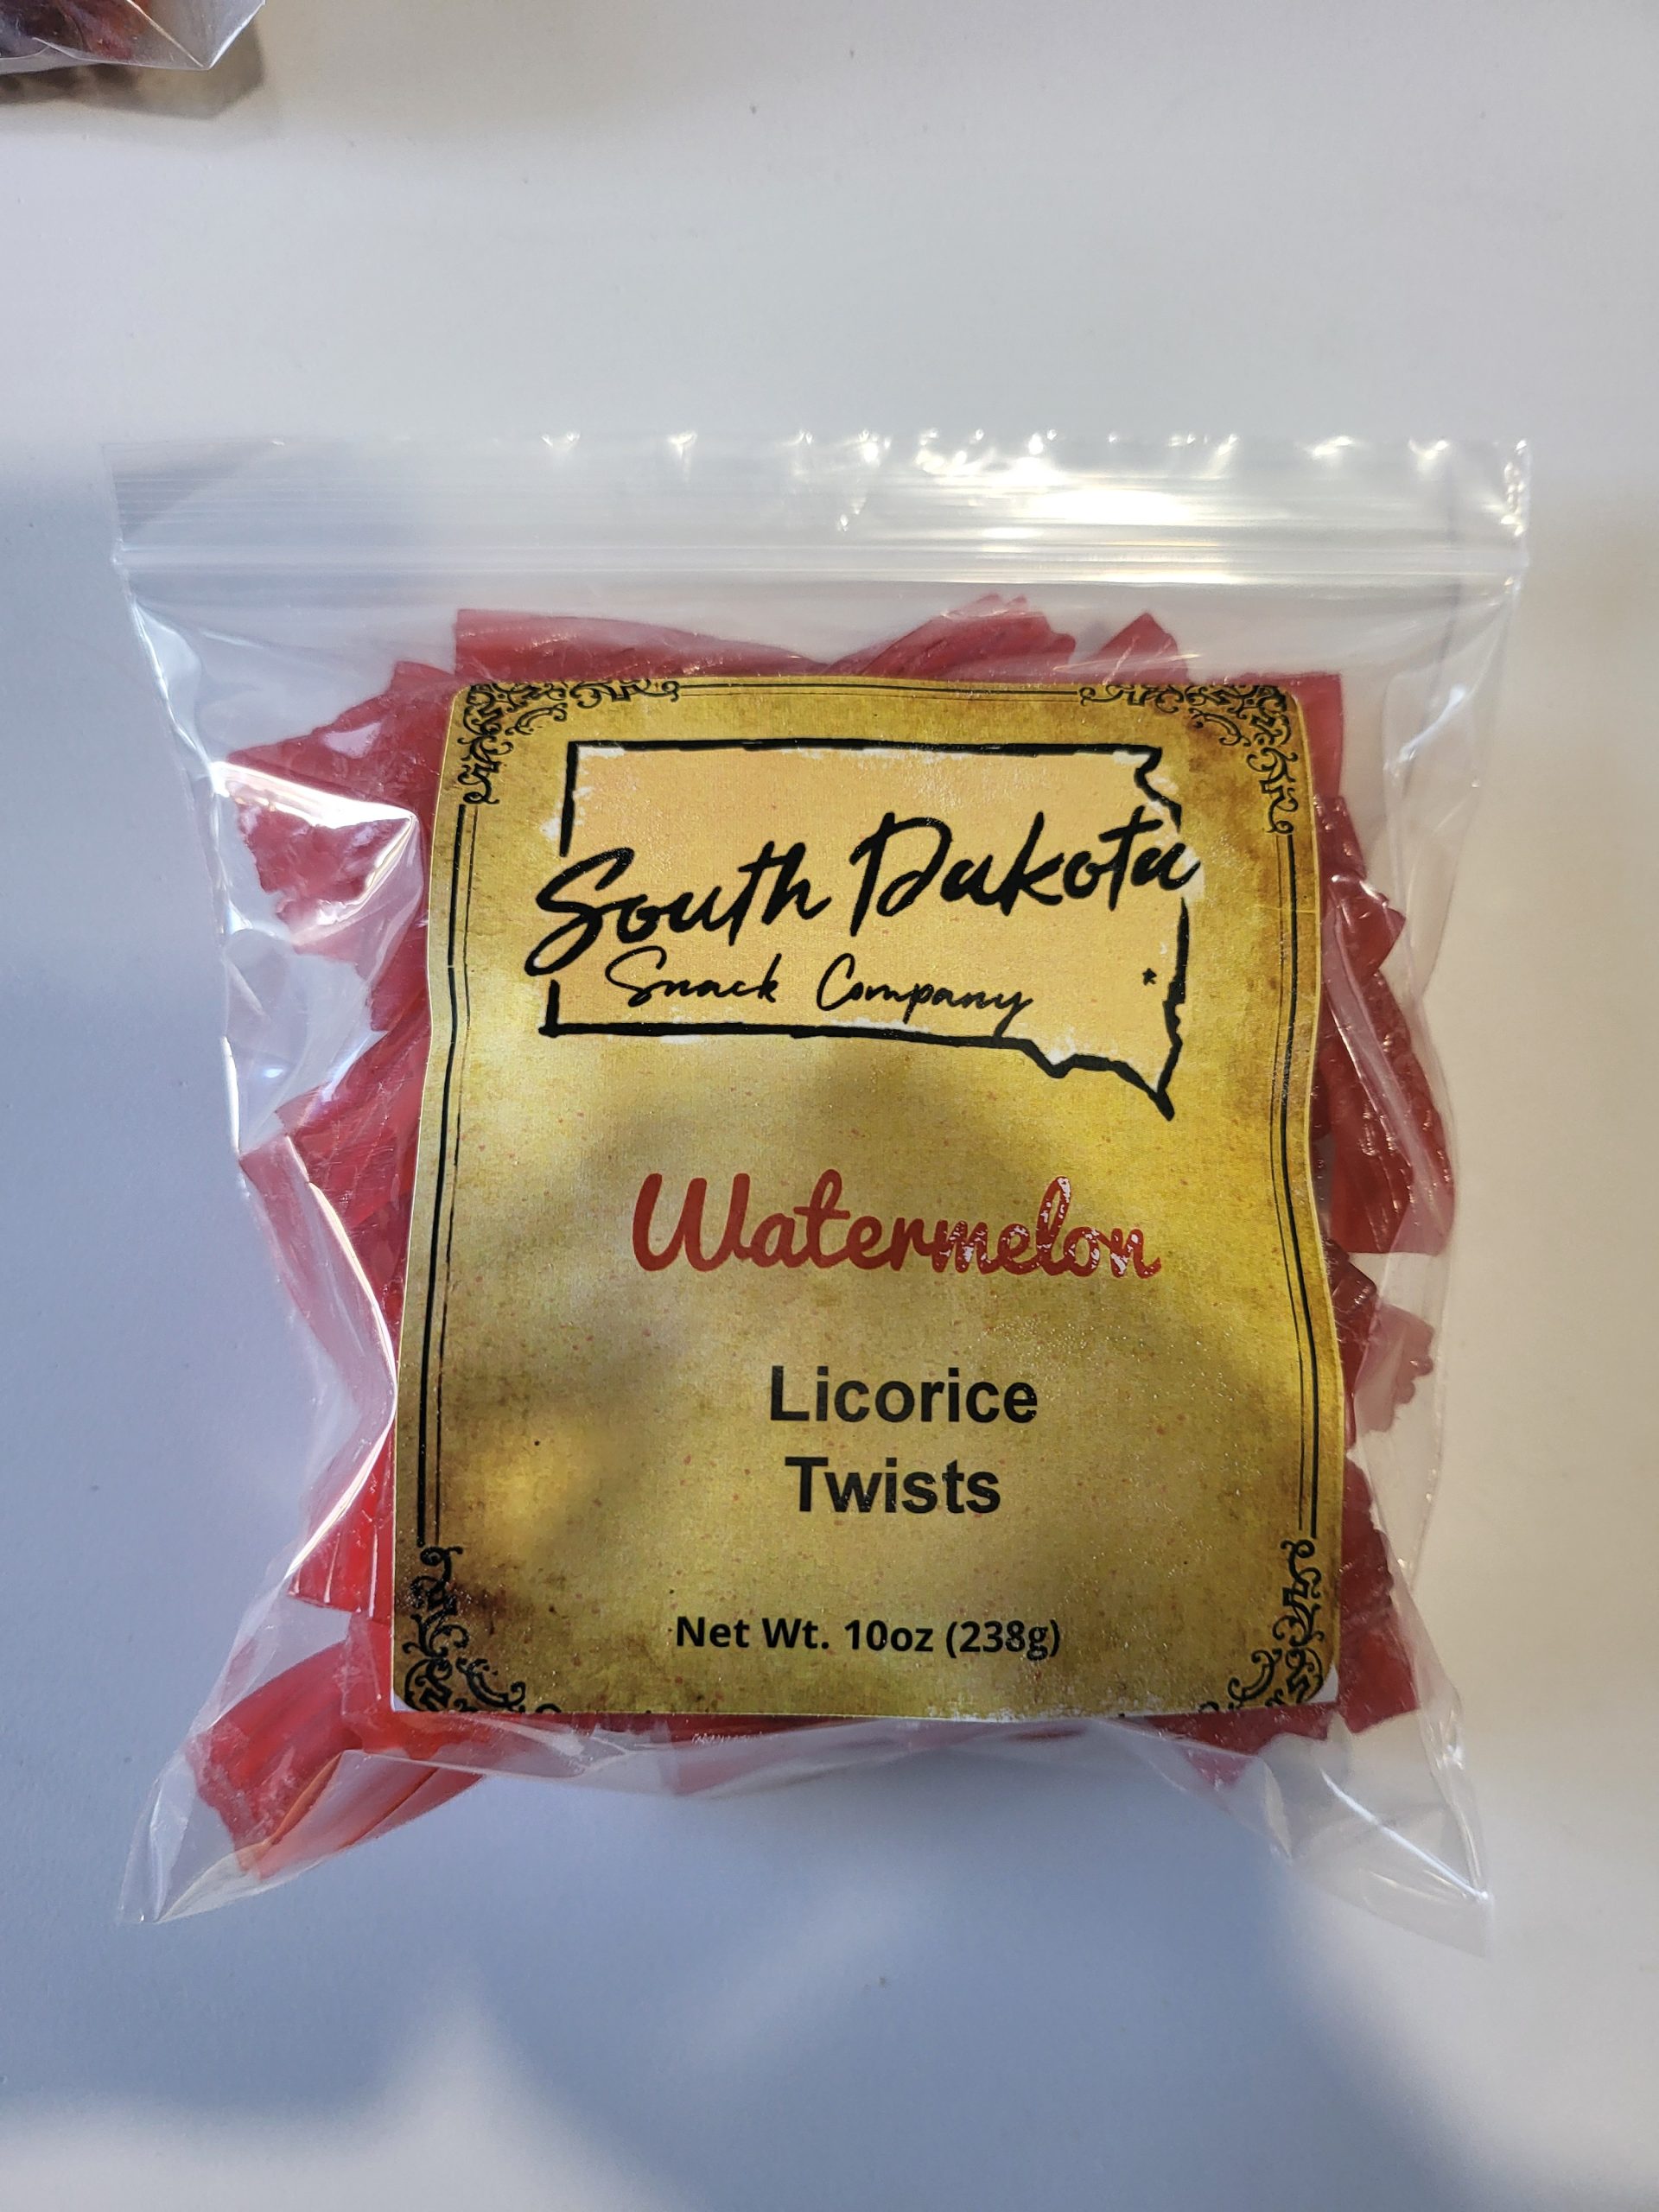 South Dakota
Snack Company
Watermelon
Licorice
Twists
Net Wt. 10oz (238g)